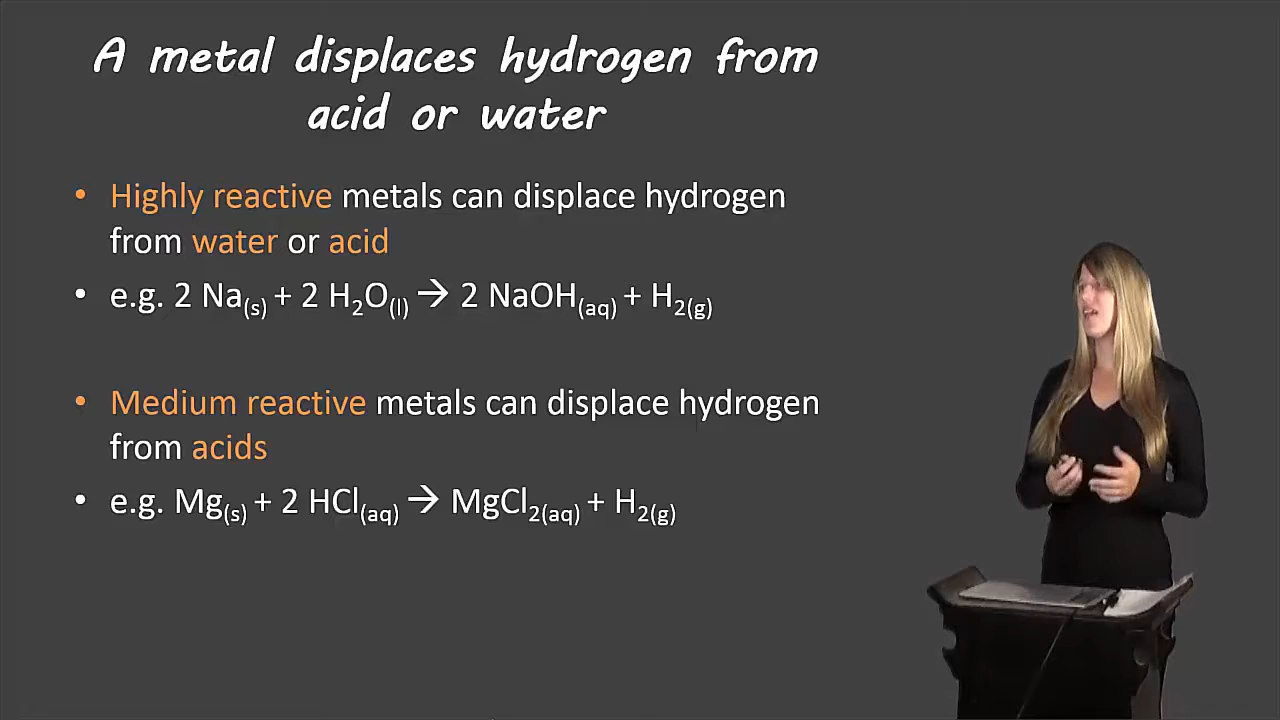 A metal displaces hydrogen from
acid or water
• Highly reactive metals can displace hydrogen
from water or acid
• e.g. 2 Na(s) + 2 H₂O(l) → 2 NaOH(aq) + H₂(g)
• Medium reactive metals can displace hydrogen
from acids
• e.g. Mg(s) + 2 HCl(aq) → MgCl₂(aq) + H₂(g)